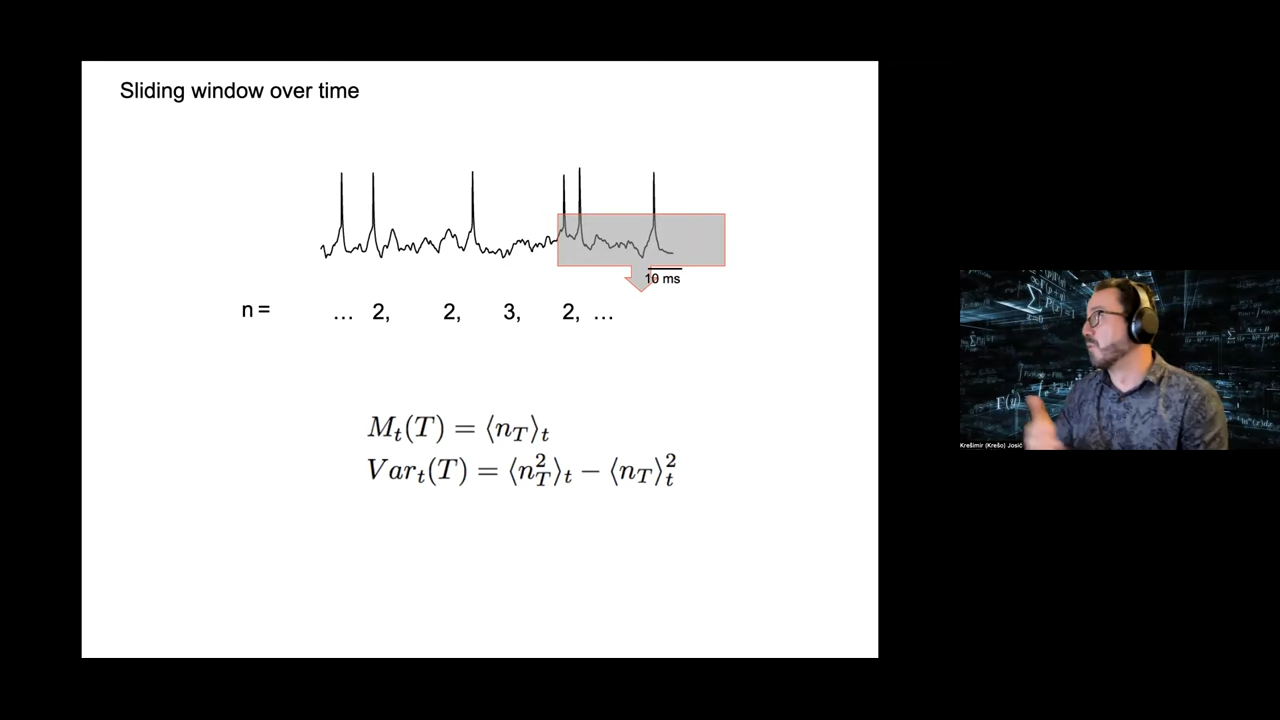 Sliding window over time
10 ms
n = … 2, 2, 3, 2, …
M_t(T) = ⟨n_T⟩_t
Var_t(T) = ⟨n_T^2⟩_t − ⟨n_T⟩_t^2
Γ(y)
Krešimir (Krešo) Josić